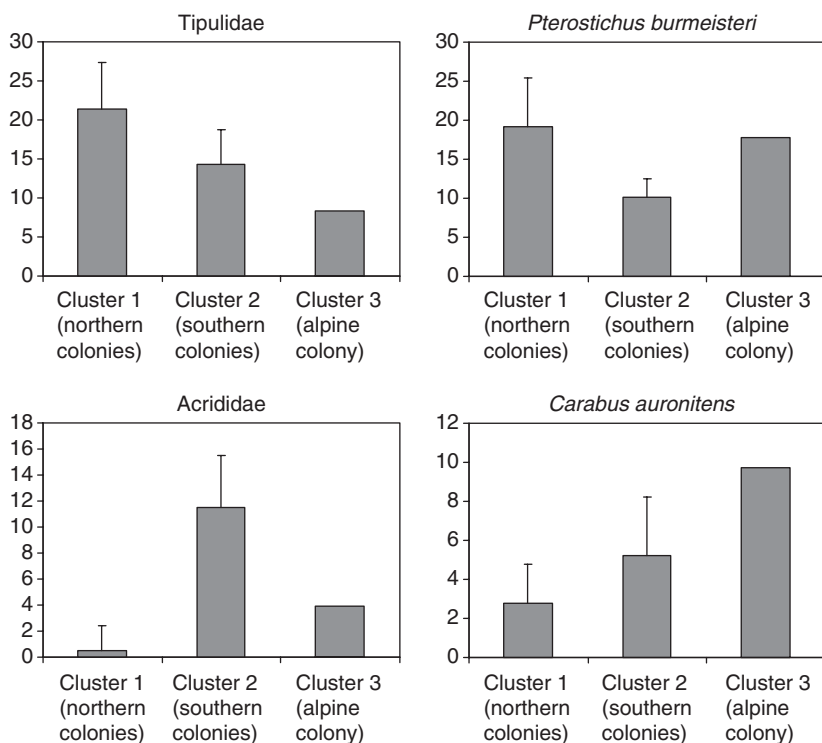 Tipulidae
30
25
20
15
10
5
0
Cluster 1 Cluster 2 Cluster 3
(northern (southern (alpine
colonies) colonies) colony)
Pterostichus burmeisteri
30
25
20
15
10
5
0
Cluster 1 Cluster 2 Cluster 3
(northern (southern (alpine
colonies) colonies) colony)
Acrididae
18
16
14
12
10
8
6
4
2
0
Cluster 1 Cluster 2 Cluster 3
(northern (southern (alpine
colonies) colonies) colony)
Carabus auronitens
12
10
8
6
4
2
0
Cluster 1 Cluster 2 Cluster 3
(northern (southern (alpine
colonies) colonies) colony)